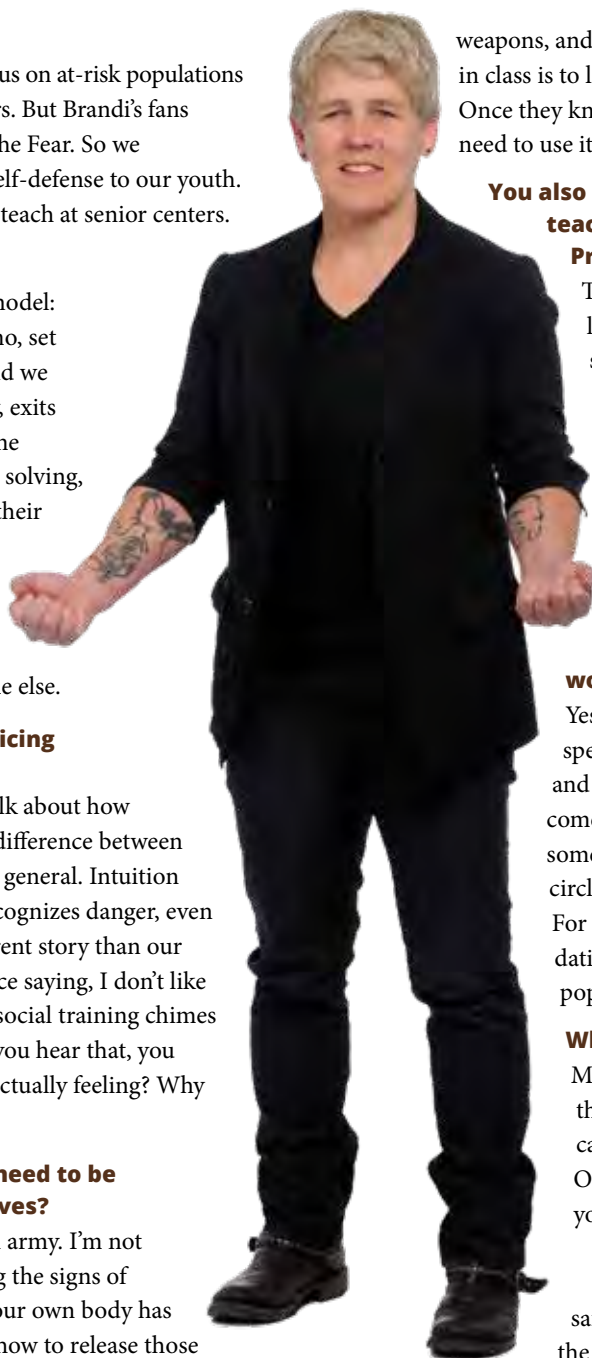 us on at-risk populations
rs. But Brandi’s fans
he Fear. So we
elf-defense to our youth.
teach at senior centers.
nodel:
no, set
d we
, exits
ne
solving,
their
e else.
icing
lk about how
difference between
general. Intuition
cognizes danger, even
rent story than our
ce saying, I don’t like
social training chimes
you hear that, you
ctually feeling? Why
need to be
ves?
army. I’m not
g the signs of
our own body has
now to release those
weapons, and
in class is to l
Once they kn
need to use it
You also
teac
Pr
T
l
s
wo
Yes
spe
and
com
some
circl
For
dati
pop
Wh
M
th
ca
O
yo
sa
the